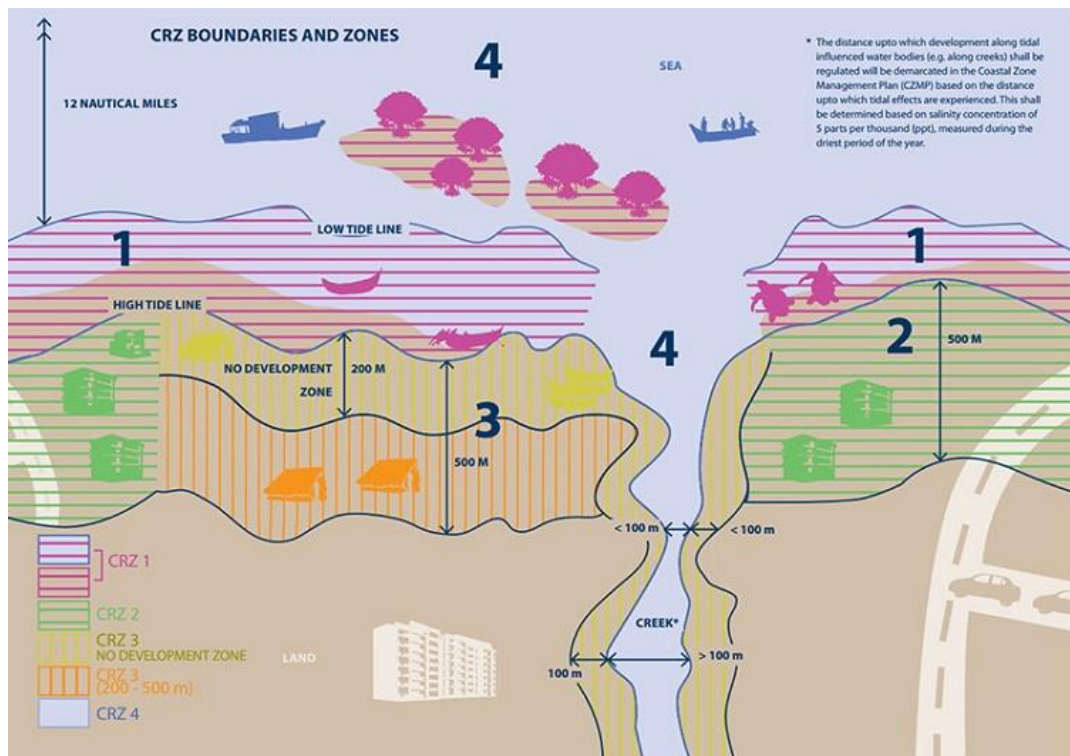 CRZ BOUNDARIES AND ZONES
4
SEA
* The distance upto which development along tidal
influenced water bodies (e.g. along creeks) shall be
regulated will be demarcated in the Coastal Zone
Management Plan (CZMP) based on the distance
upto which tidal effects are experienced. This shall
be determined based on salinity concentration of
5 parts per thousand (ppt), measured during the
driest period of the year.
12 NAUTICAL MILES
LOW TIDE LINE
1
1
HIGH TIDE LINE
2
500 M
4
NO DEVELOPMENT
ZONE
200 M
3
500 M
< 100 m
< 100 m
CRZ 1
CRZ 2
CRZ 3
NO DEVELOPMENT ZONE
CRZ 3
(200 - 500 m)
CRZ 4
LAND
CREEK*
100 m
> 100 m